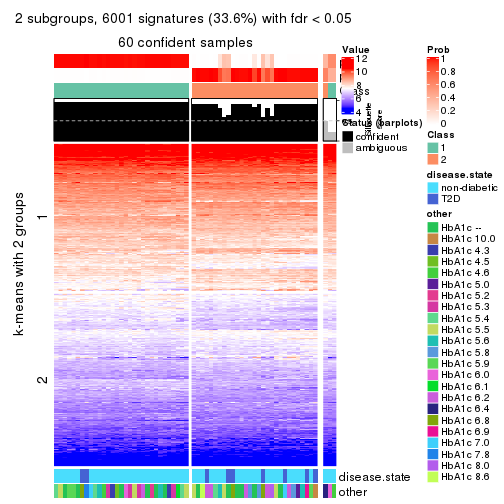 2 subgroups, 6001 signatures (33.6%) with fdr < 0.05
60 confident samples
k-means with 2 groups
1
2
Value
12
10
8
6
4
Status (barplots)
confident
ambiguous
Silhouette
score
Prob
1
0.8
0.6
0.4
0.2
0
Class
1
2
disease.state
non-diabetic
T2D
other
HbA1c --
HbA1c 10.0
HbA1c 4.3
HbA1c 4.5
HbA1c 4.6
HbA1c 5.0
HbA1c 5.2
HbA1c 5.3
HbA1c 5.4
HbA1c 5.5
HbA1c 5.6
HbA1c 5.8
HbA1c 5.9
HbA1c 6.0
HbA1c 6.1
HbA1c 6.2
HbA1c 6.4
HbA1c 6.8
HbA1c 6.9
HbA1c 7.0
HbA1c 7.8
HbA1c 8.0
HbA1c 8.6
disease.state
other